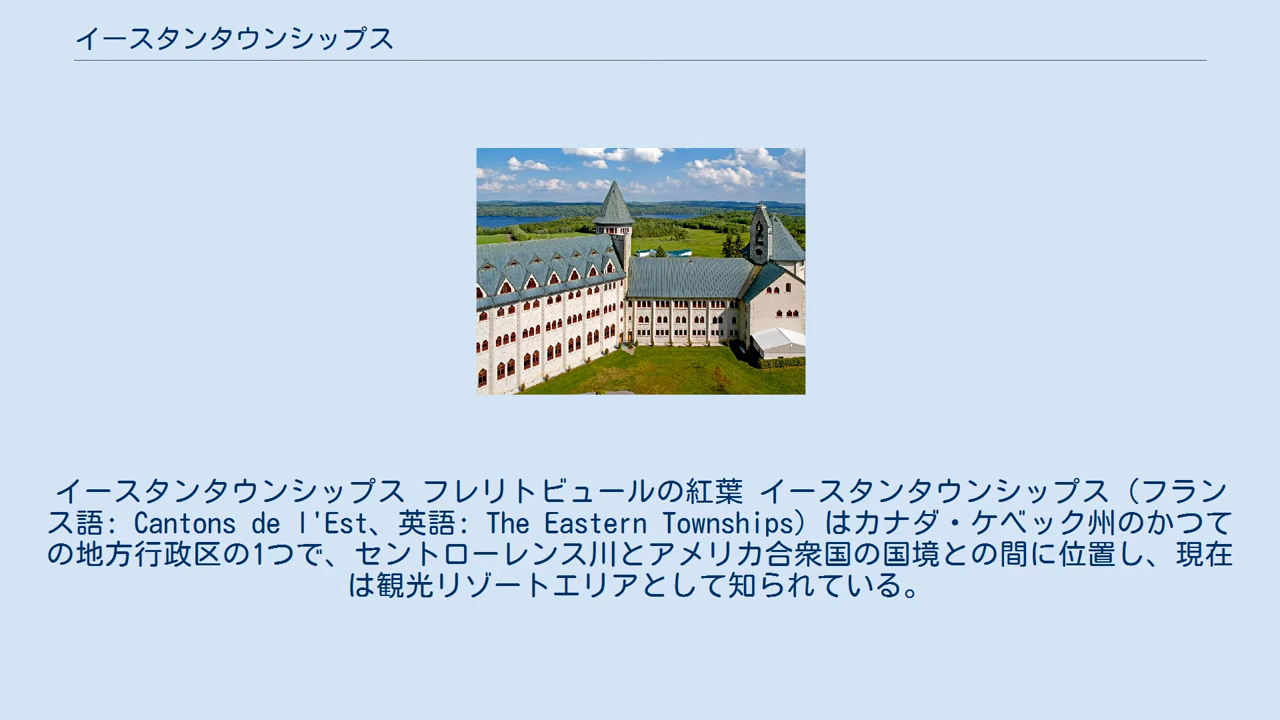 イースタンタウンシップス
イースタンタウンシップス フレリトビュールの紅葉 イースタンタウンシップス（フラン
ス語: Cantons de l'Est、英語: The Eastern Townships）はカナダ・ケベック州のかつて
の地方行政区の1つで、セントローレンス川とアメリカ合衆国の国境との間に位置し、現在
は観光リゾートエリアとして知られている。